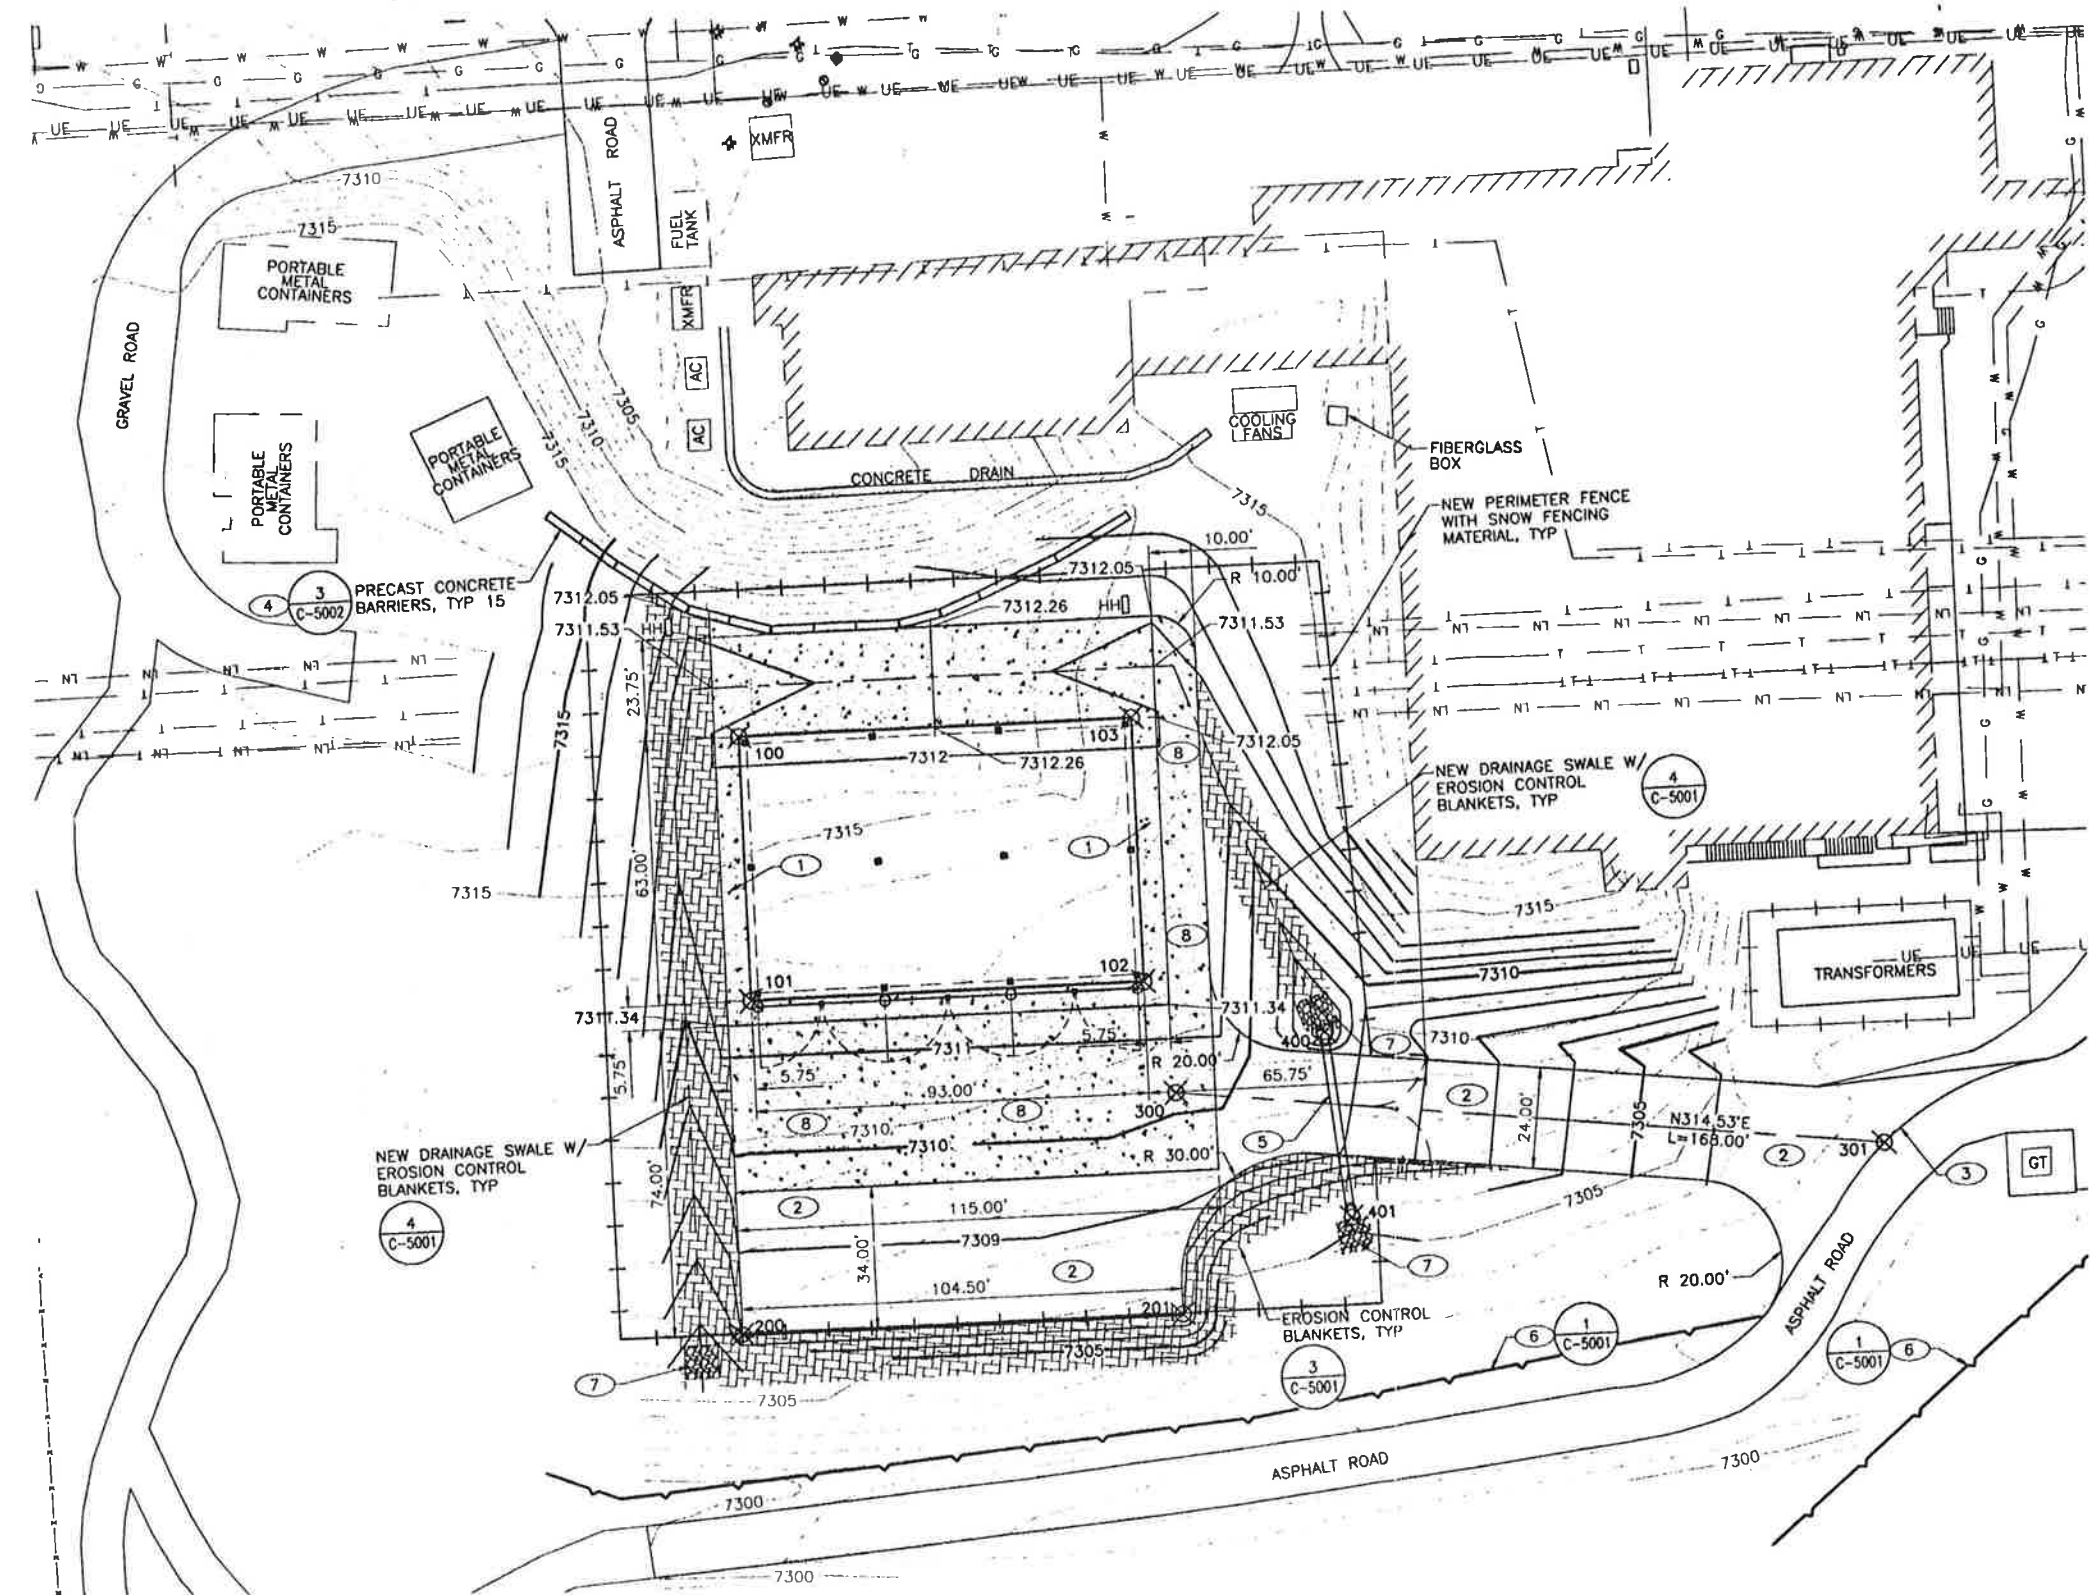 ASPHALT ROAD
XMFR
7310
FUEL
TANK
7315
PORTABLE
METAL
CONTAINERS
XMFR
GRAVEL ROAD
AC
7305
7310
7315
COOLING
FANS
FIBERGLASS
BOX
PORTABLE
METAL
CONTAINERS
AC
PORTABLE
METAL
CONTAINERS
CONCRETE DRAIN
7315
NEW PERIMETER FENCE
WITH SNOW FENCING
MATERIAL, TYP
10.00'
7312.05
R 10.00'
4
3
C-5002
PRECAST CONCRETE
BARRIERS, TYP 15
7312.05
7312.26
HH
7311.53
7311.53
HH
23.75'
7315
100
103
7312.05
8
7312
7312.26
NEW DRAINAGE SWALE W/
EROSION CONTROL
BLANKETS, TYP
4
C-5001
7315
1
1
63.00'
7315
7315
8
101
102
7310
TRANSFORMERS
UE
UE
7311.34
7311.34
5.75'
7311
400
7
7310
R 20.00'
5.75'
5.75'
65.75'
93.00'
300
2
24.00'
7305
N314.53'E
L=168.00'
2
301
8
8
7310
7310
5
3
GT
NEW DRAINAGE SWALE W/
EROSION CONTROL
BLANKETS, TYP
4
C-5001
R 30.00'
74.00'
2
115.00'
7305
401
7309
34.00'
2
7
R 20.00'
ASPHALT ROAD
104.50'
200
201
EROSION CONTROL
BLANKETS, TYP
3
C-5001
7305
6
1
C-5001
1
C-5001
6
7
7305
ASPHALT ROAD
7300
7300
7300